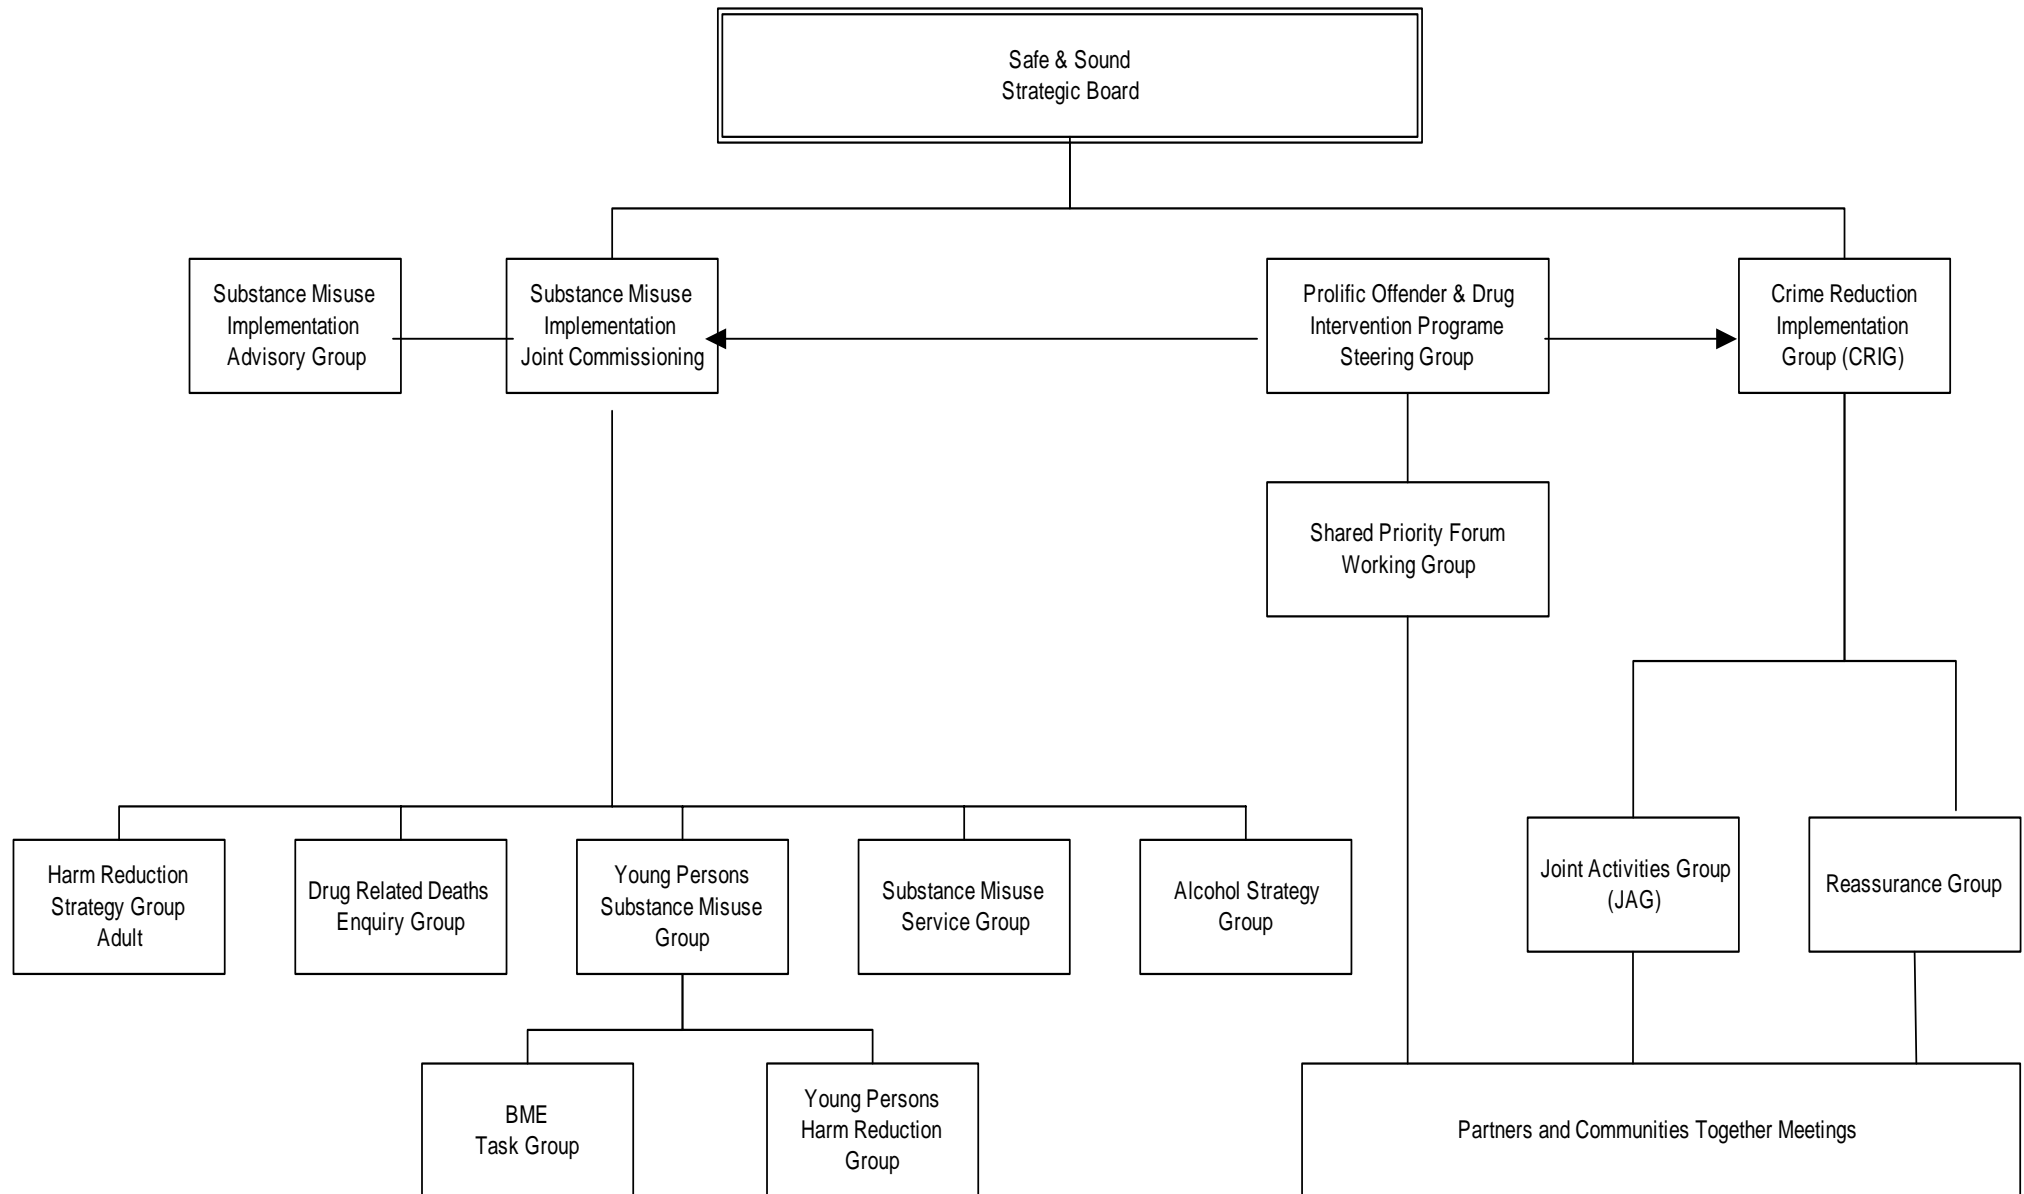 Safe & Sound
Strategic Board
Substance Misuse
Implementation
Advisory Group
Substance Misuse
Implementation
Joint Commissioning
Prolific Offender & Drug
Intervention Programe
Steering Group
Crime Reduction
Implementation
Group (CRIG)
Shared Priority Forum
Working Group
Harm Reduction
Strategy Group
Adult
Drug Related Deaths
Enquiry Group
Young Persons
Substance Misuse
Group
Substance Misuse
Service Group
Alcohol Strategy
Group
Joint Activities Group
(JAG)
Reassurance Group
BME
Task Group
Young Persons
Harm Reduction
Group
Partners and Communities Together Meetings